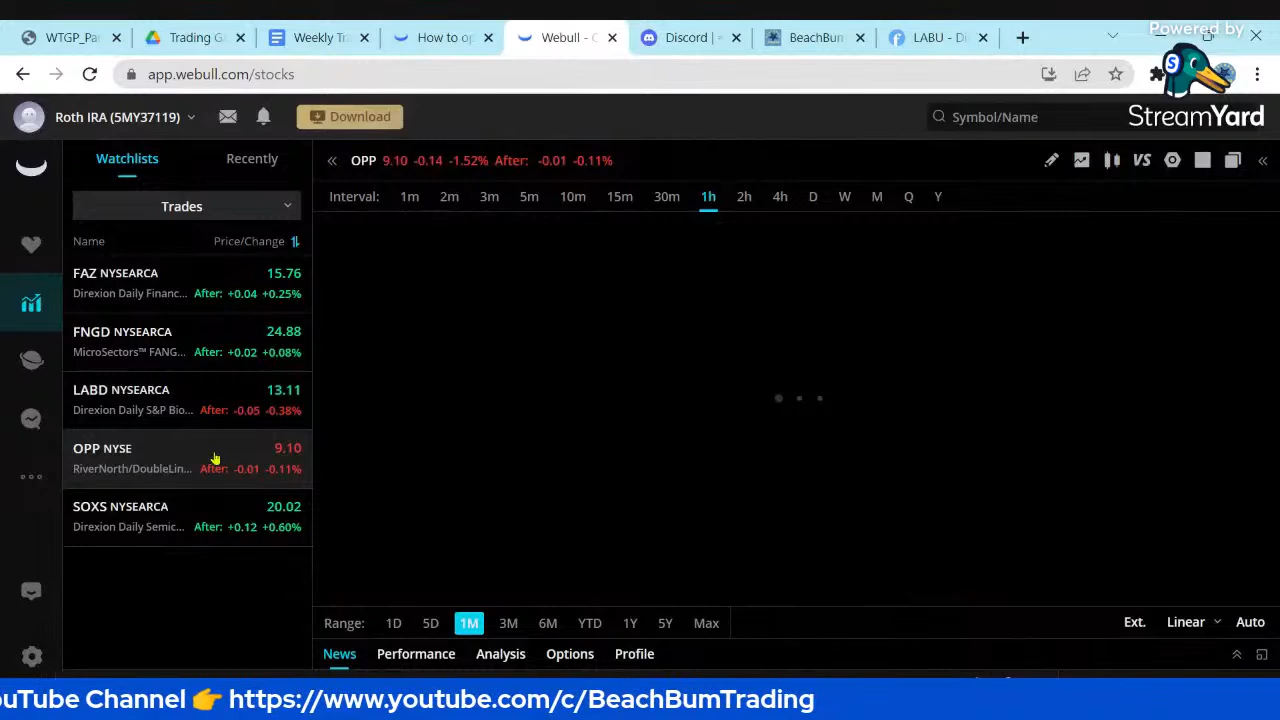 Powered by
WTGP_Pa
Trading G
Weekly Tr
How to op
Webull - C
Discord |
BeachBum
LABU - Di
app.webull.com/stocks
StreamYard
Roth IRA (5MY37119)
Download
Symbol/Name
Watchlists
Recently
OPP 9.10 -0.14 -1.52% After: -0.01 -0.11%
VS
Trades
Interval: 1m 2m 3m 5m 10m 15m 30m 1h 2h 4h D W M Q Y
Name Price/Change
FAZ NYSEARCA 15.76
Direxion Daily Financ... After: +0.04 +0.25%
FNGD NYSEARCA 24.88
MicroSectors™ FANG... After: +0.02 +0.08%
LABD NYSEARCA 13.11
Direxion Daily S&P Bio... After: -0.05 -0.38%
OPP NYSE 9.10
RiverNorth/DoubleLin... After: -0.01 -0.11%
SOXS NYSEARCA 20.02
Direxion Daily Semic... After: +0.12 +0.60%
Range: 1D 5D 1M 3M 6M YTD 1Y 5Y Max
Ext. Linear Auto
News Performance Analysis Options Profile
ouTube Channel 👉 https://www.youtube.com/c/BeachBumTrading